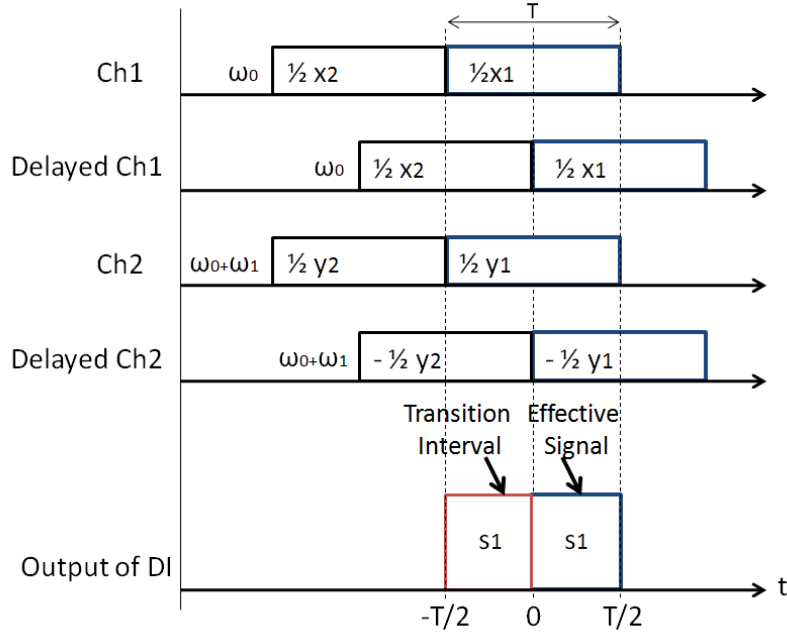 T
Ch1 ω0 ½ x2 ½x1
Delayed Ch1 ω0 ½ x2 ½ x1
Ch2 ω0+ω1 ½ y2 ½ y1
Delayed Ch2 ω0+ω1 - ½ y2 - ½ y1
Transition Effective
Interval Signal
Output of DI s1 s1
t
-T/2 0 T/2